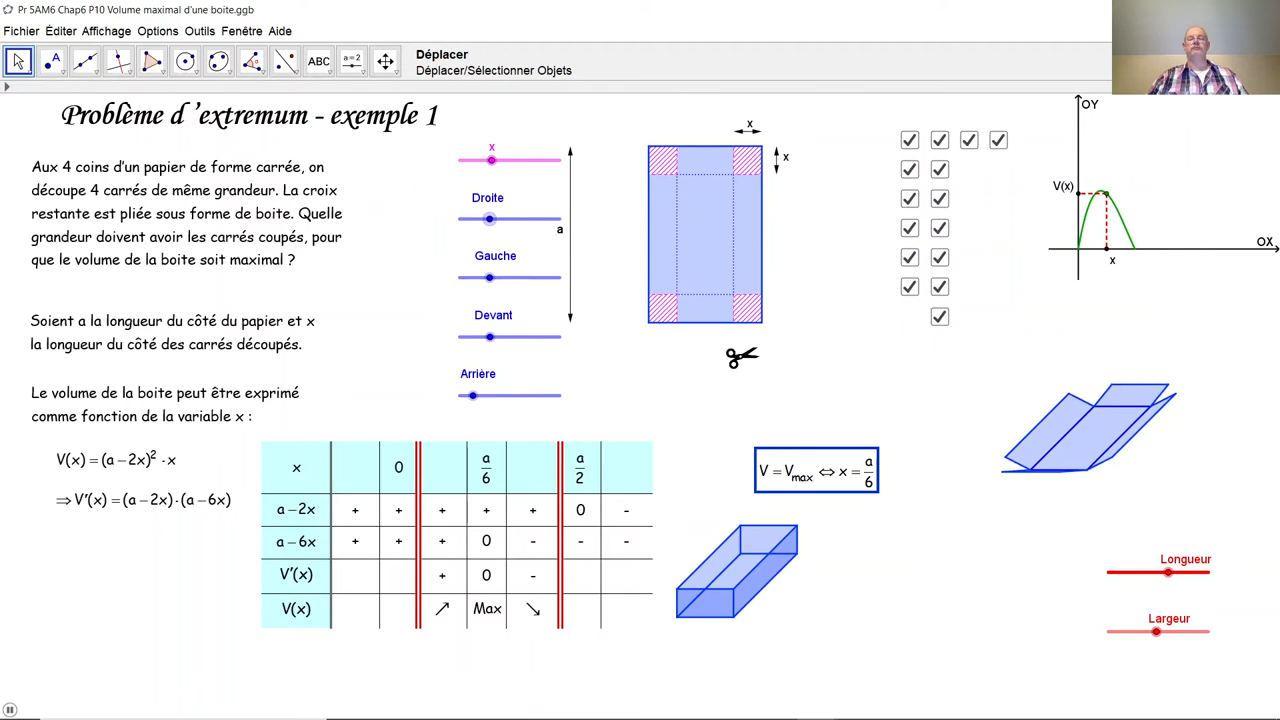 Pr 5AM6 Chap6 P10 Volume maximal d'une boite.ggb
Fichier Éditer Affichage Options Outils Fenêtre Aide
A
ABC
a=2
Déplacer
Déplacer/Sélectionner Objets
Problème d 'extremum - exemple 1
Aux 4 coins d'un papier de forme carrée, on
découpe 4 carrés de même grandeur. La croix
restante est pliée sous forme de boite. Quelle
grandeur doivent avoir les carrés coupés, pour
que le volume de la boite soit maximal ?
Soient a la longueur du côté du papier et x
la longueur du côté des carrés découpés.
Le volume de la boite peut être exprimé
comme fonction de la variable x :
V(x) = (a-2x)² · x
⇒ V'(x) = (a-2x)·(a-6x)
x
Droite
Gauche
Devant
Arrière
a
x
x
OY
V(x)
OX
x
x 0 a/6 a/2
a-2x + + + + + 0 -
a-6x + + + 0 - - -
V'(x) + 0 -
V(x) ↗ Max ↘
V = Vmax ⇔ x = a/6
Longueur
Largeur